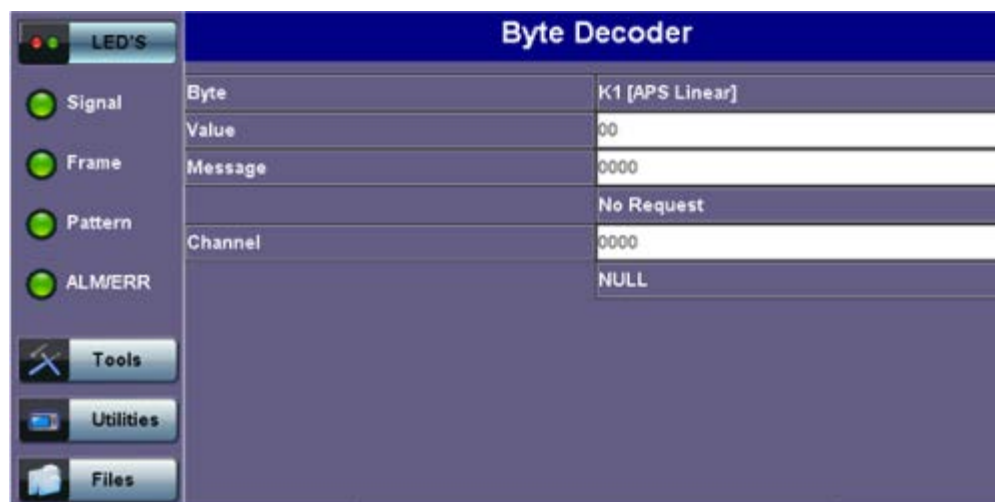 LED'S
Signal
Frame
Pattern
ALM/ERR
Tools
Utilities
Files
Byte Decoder
Byte K1 [APS Linear]
Value 00
Message 0000
No Request
Channel 0000
NULL